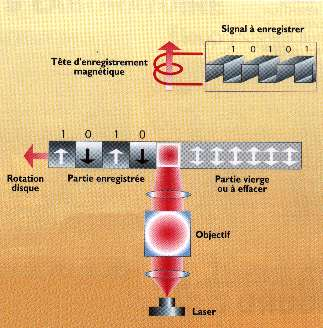 Signal à enregistrer
1 0 1 0 1
Tête d'enregistrement
magnétique
1 0 1 0
Rotation
disque
Partie enregistrée
Partie vierge
ou à effacer
Objectif
Laser